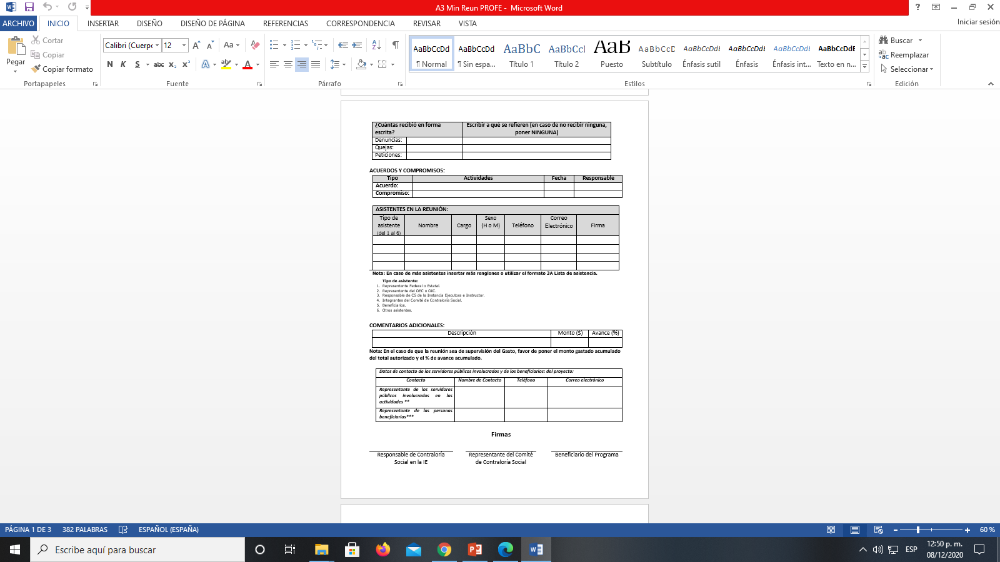 A3 Min Reun PROFE - Microsoft Word
ARCHIVO INICIO INSERTAR DISEÑO DISEÑO DE PÁGINA REFERENCIAS CORRESPONDENCIA REVISAR VISTA Iniciar sesión
Pegar
Cortar
Copiar
Copiar formato
Portapapeles
Calibri (Cuerpo 12
N K S abc x₂ x²
Fuente
Párrafo
AaBbCcDd AaBbCcDd AaBbC AaBbCcI AaB AaBbCcD AaBbCcDdE AaBbCcDdE AaBbCcDdE AaBbCcDdE
¶ Normal ¶ Sin espa... Título 1 Título 2 Puesto Subtítulo Énfasis sutil Énfasis Énfasis int... Texto en n...
Estilos
Buscar
Reemplazar
Seleccionar
Edición
¿Cuántas recibió en forma escrita? Escribir a qué se refieren (en caso de no recibir ninguna, poner NINGUNA)
Denuncias:
Quejas:
Peticiones:
ACUERDOS Y COMPROMISOS:
Tipo Actividades Fecha Responsable
Acuerdo:
Compromiso:
ASISTENTES EN LA REUNIÓN:
Tipo de asistente (del 1 al 6) Nombre Cargo Sexo (H o M) Teléfono Correo Electrónico Firma
Nota: En caso de más asistentes insertar más renglones o utilizar el formato 3A Lista de asistencia.
Tipo de asistente:
1. Representante Federal o Estatal.
2. Representante del OEC o OIC.
3. Responsable de CS de la Instancia Ejecutora e Instructor.
4. Integrantes del Comité de Contraloría Social.
5. Beneficiarios.
6. Otros asistentes.
COMENTARIOS ADICIONALES:
Descripción Monto ($) Avance (%)
Nota: En el caso de que la reunión sea de supervisión del Gasto, favor de poner el monto gastado acumulado
del total autorizado y el % de avance acumulado.
Datos de contacto de los servidores públicos involucrados y de los beneficiarios: del proyecto:
Contacto Nombre de Contacto Teléfono Correo electrónico
Representante de los servidores
públicos involucrados en las
actividades **
Representante de las personas
beneficiarias***
Firmas
Responsable de Contraloría Social en la IE
Representante del Comité de Contraloría Social
Beneficiario del Programa
PÁGINA 1 DE 3 382 PALABRAS ESPAÑOL (ESPAÑA) 60 %
Escribe aquí para buscar
ESP
12:50 p. m.
08/12/2020